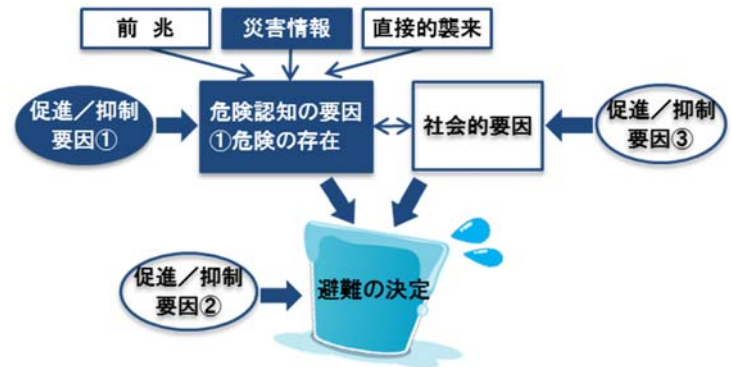 前 兆
災害情報
直接的襲来
促進／抑制
要因①
危険認知の要因
①危険の存在
社会的要因
促進／抑制
要因③
促進／抑制
要因②
避難の決定